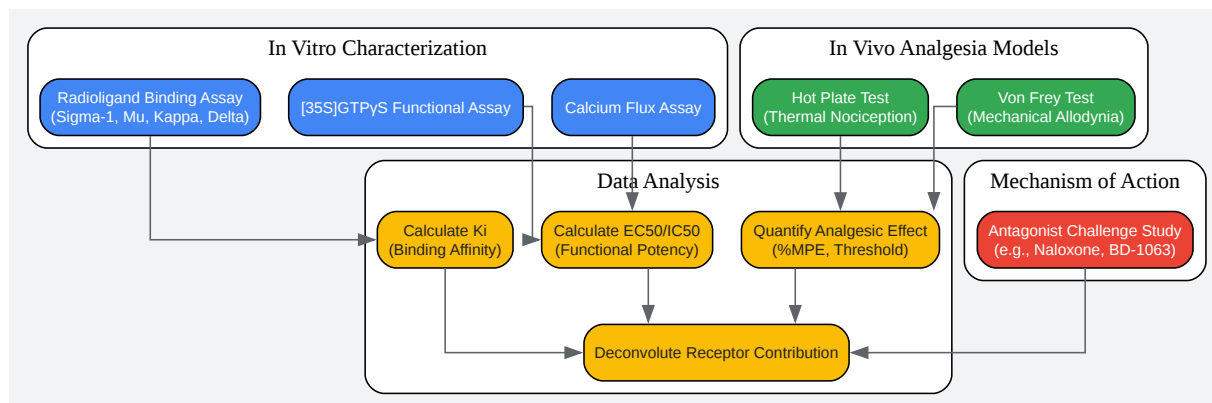 In Vitro Characterization
Radioligand Binding Assay
(Sigma-1, Mu, Kappa, Delta)
[35S]GTPγS Functional Assay
Calcium Flux Assay
In Vivo Analgesia Models
Hot Plate Test
(Thermal Nociception)
Von Frey Test
(Mechanical Allodynia)
Data Analysis
Calculate Ki
(Binding Affinity)
Calculate EC50/IC50
(Functional Potency)
Quantify Analgesic Effect
(%MPE, Threshold)
Mechanism of Action
Antagonist Challenge Study
(e.g., Naloxone, BD-1063)
Deconvolute Receptor Contribution